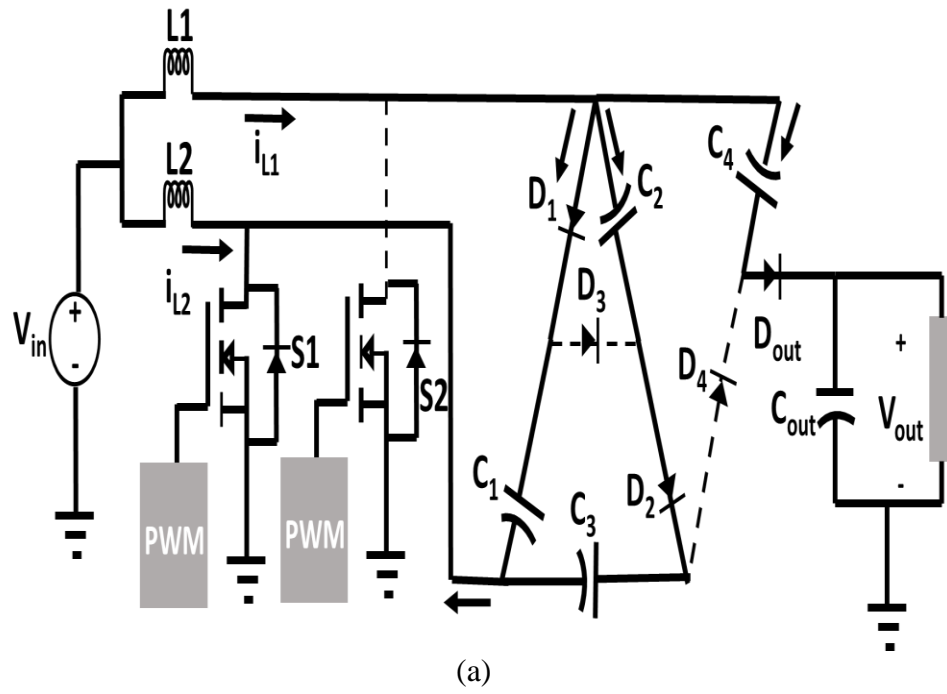 L1
i_L1
L2
i_L2
V_in
+
-
S1
S2
PWM
PWM
D_1
C_2
C_4
D_3
D_out
D_4
C_out
+
V_out
-
C_1
C_3
D_2
(a)